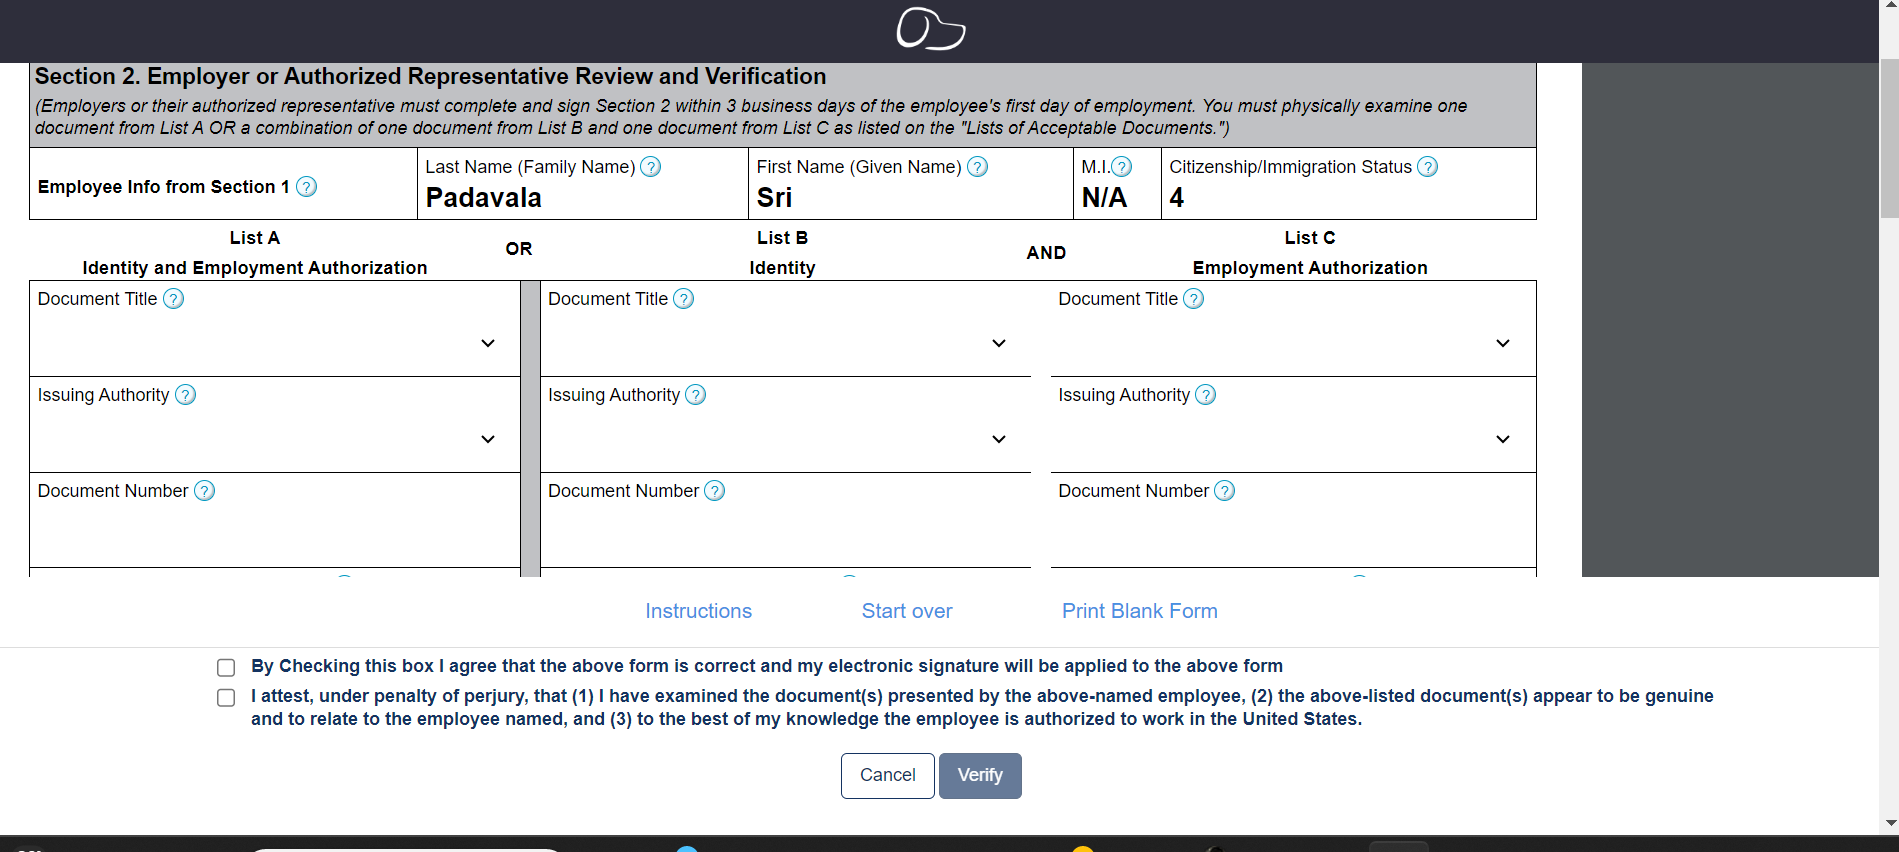 Section 2. Employer or Authorized Representative Review and Verification
(Employers or their authorized representative must complete and sign Section 2 within 3 business days of the employee's first day of employment. You must physically examine one
document from List A OR a combination of one document from List B and one document from List C as listed on the "Lists of Acceptable Documents.")
Employee Info from Section 1 ?
Last Name (Family Name) ?
Padavala
First Name (Given Name) ?
Sri
M.I. ?
N/A
Citizenship/Immigration Status ?
4
List A
Identity and Employment Authorization
OR
List B
Identity
AND
List C
Employment Authorization
Document Title ?
Document Title ?
Document Title ?
Issuing Authority ?
Issuing Authority ?
Issuing Authority ?
Document Number ?
Document Number ?
Document Number ?
Instructions
Start over
Print Blank Form
By Checking this box I agree that the above form is correct and my electronic signature will be applied to the above form
I attest, under penalty of perjury, that (1) I have examined the document(s) presented by the above-named employee, (2) the above-listed document(s) appear to be genuine
and to relate to the employee named, and (3) to the best of my knowledge the employee is authorized to work in the United States.
Cancel
Verify